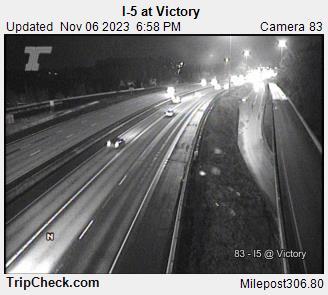 I-5 at Victory
Updated Nov 06 2023 6:58 PM Camera 83
T
N
83 - I5 @ Victory
TripCheck.com Milepost306.80